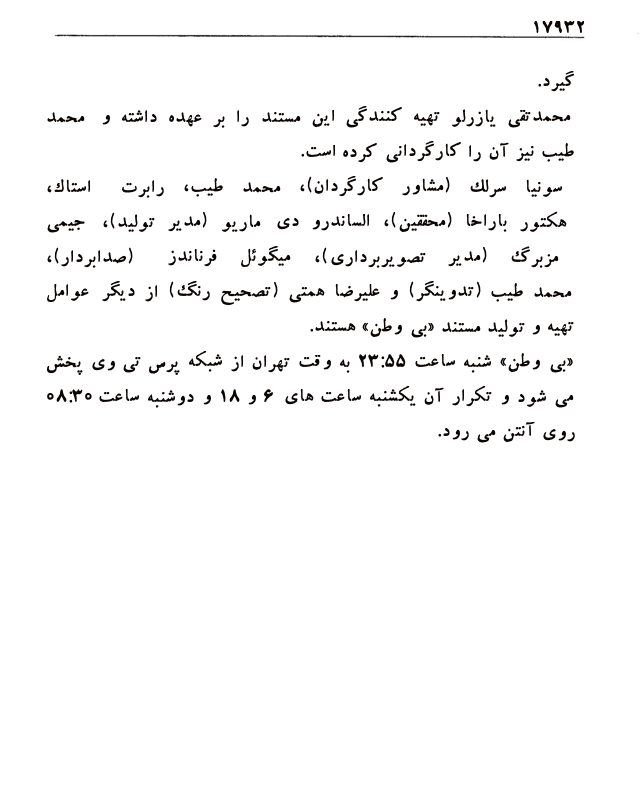 ۱۷۹۳۲
گیرد.
محمدتقی یازرلو تهیه کنندگی این مستند را بر عهده داشته و محمد
طیب نیز آن را کارگردانی کرده است.
سونیا سرلك (مشاور کارگردان)، محمد طیب، رابرت استاك،
هکتور باراخا (محققین)، الساندرو دی ماریو (مدیر تولید)، جیمی
مزبرگ (مدیر تصویربرداری)، میگوئل فرناندز (صدابردار)،
محمد طیب (تدوینگر) و علیرضا همتی (تصحیح رنگ) از دیگر عوامل
تهیه و تولید مستند «بی وطن» هستند.
«بی وطن» شنبه ساعت ۲۳:۵۵ به وقت تهران از شبکه پرس تی وی پخش
می شود و تکرار آن یکشنبه ساعت های ۶ و ۱۸ و دوشنبه ساعت ۰۸:۳۰
روی آنتن می رود.